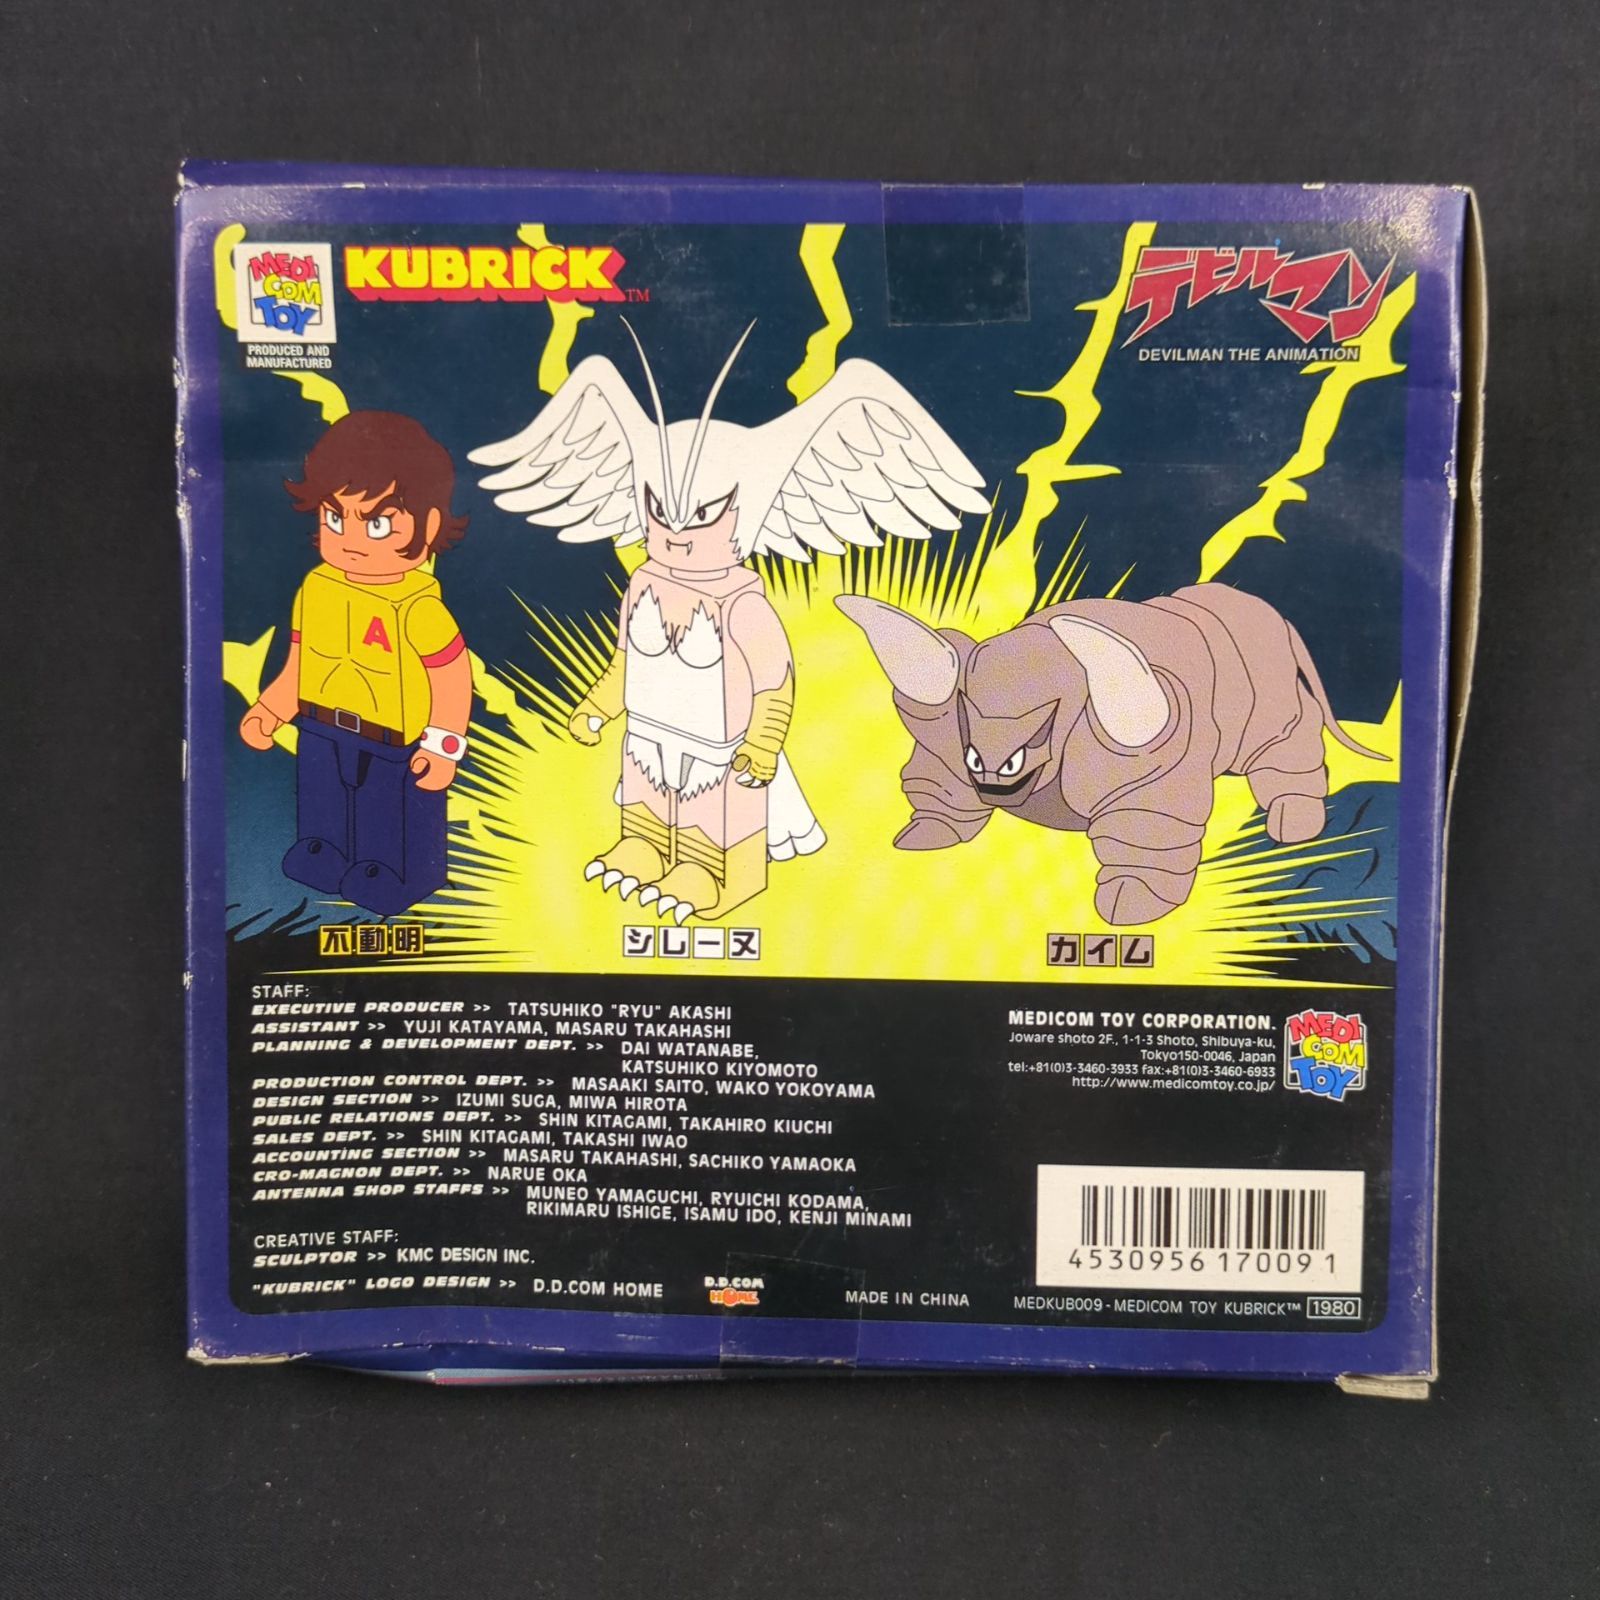 MEDI
COM
TOY
PRODUCED AND
MANUFACTURED
KUBRICK TM
デビルマン
DEVILMAN THE ANIMATION
A
不動明
シレーヌ
カイム
STAFF:
EXECUTIVE PRODUCER >> TATSUHIKO "RYU" AKASHI
ASSISTANT >> YUJI KATAYAMA, MASARU TAKAHASHI
PLANNING & DEVELOPMENT DEPT. >> DAI WATANABE,
KATSUHIKO KIYOMOTO
PRODUCTION CONTROL DEPT. >> MASAAKI SAITO, WAKO YOKOYAMA
DESIGN SECTION >> IZUMI SUGA, MIWA HIROTA
PUBLIC RELATIONS DEPT. >> SHIN KITAGAMI, TAKAHIRO KIUCHI
SALES DEPT. >> SHIN KITAGAMI, TAKASHI IWAO
ACCOUNTING SECTION >> MASARU TAKAHASHI, SACHIKO YAMAOKA
CRO-MAGNON DEPT. >> NARUE OKA
ANTENNA SHOP STAFFS >> MUNEO YAMAGUCHI, RYUICHI KODAMA,
RIKIMARU ISHIGE, ISAMU IDO, KENJI MINAMI
CREATIVE STAFF:
SCULPTOR >> KMC DESIGN INC.
"KUBRICK" LOGO DESIGN >> D.D.COM HOME
D.D.COM
HOME
MADE IN CHINA
MEDICOM TOY CORPORATION.
Joware shoto 2F., 1-1-3 Shoto, Shibuya-ku,
Tokyo150-0046, Japan
tel:+81(0)3-3460-3933 fax:+81(0)3-3460-6933
http://www.medicomtoy.co.jp/
MEDI
COM
TOY
4530956170091
MEDKUB009-MEDICOM TOY KUBRICK™ 1980